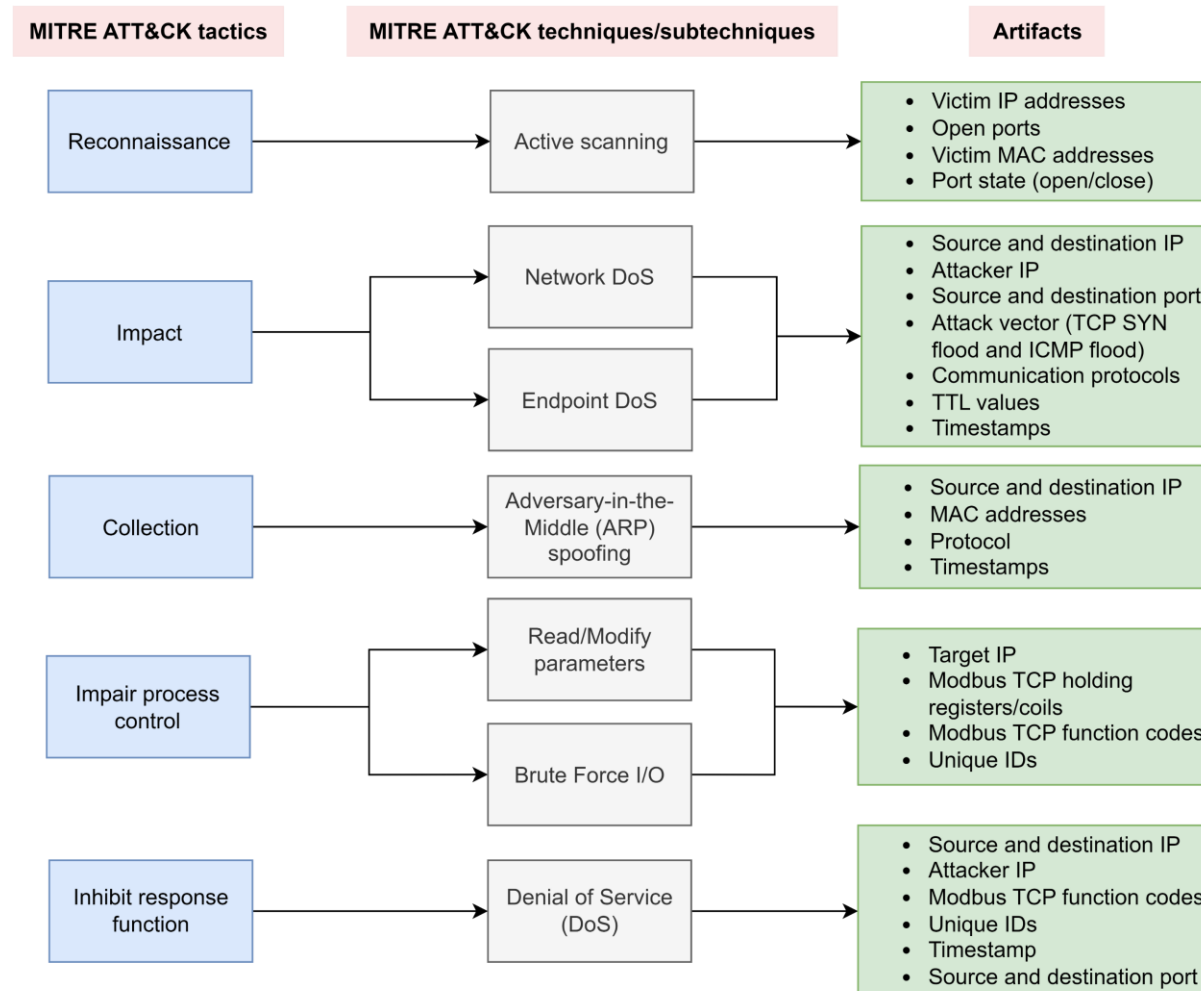 MITRE ATT&CK tactics
MITRE ATT&CK techniques/subtechniques
Artifacts
Reconnaissance
Active scanning
• Victim IP addresses
• Open ports
• Victim MAC addresses
• Port state (open/close)
Impact
Network DoS
Endpoint DoS
• Source and destination IP
• Attacker IP
• Source and destination port
• Attack vector (TCP SYN
flood and ICMP flood)
• Communication protocols
• TTL values
• Timestamps
Collection
Adversary-in-the-
Middle (ARP)
spoofing
• Source and destination IP
• MAC addresses
• Protocol
• Timestamps
Impair process
control
Read/Modify
parameters
Brute Force I/O
• Target IP
• Modbus TCP holding
registers/coils
• Modbus TCP function codes
• Unique IDs
Inhibit response
function
Denial of Service
(DoS)
• Source and destination IP
• Attacker IP
• Modbus TCP function codes
• Unique IDs
• Timestamp
• Source and destination port